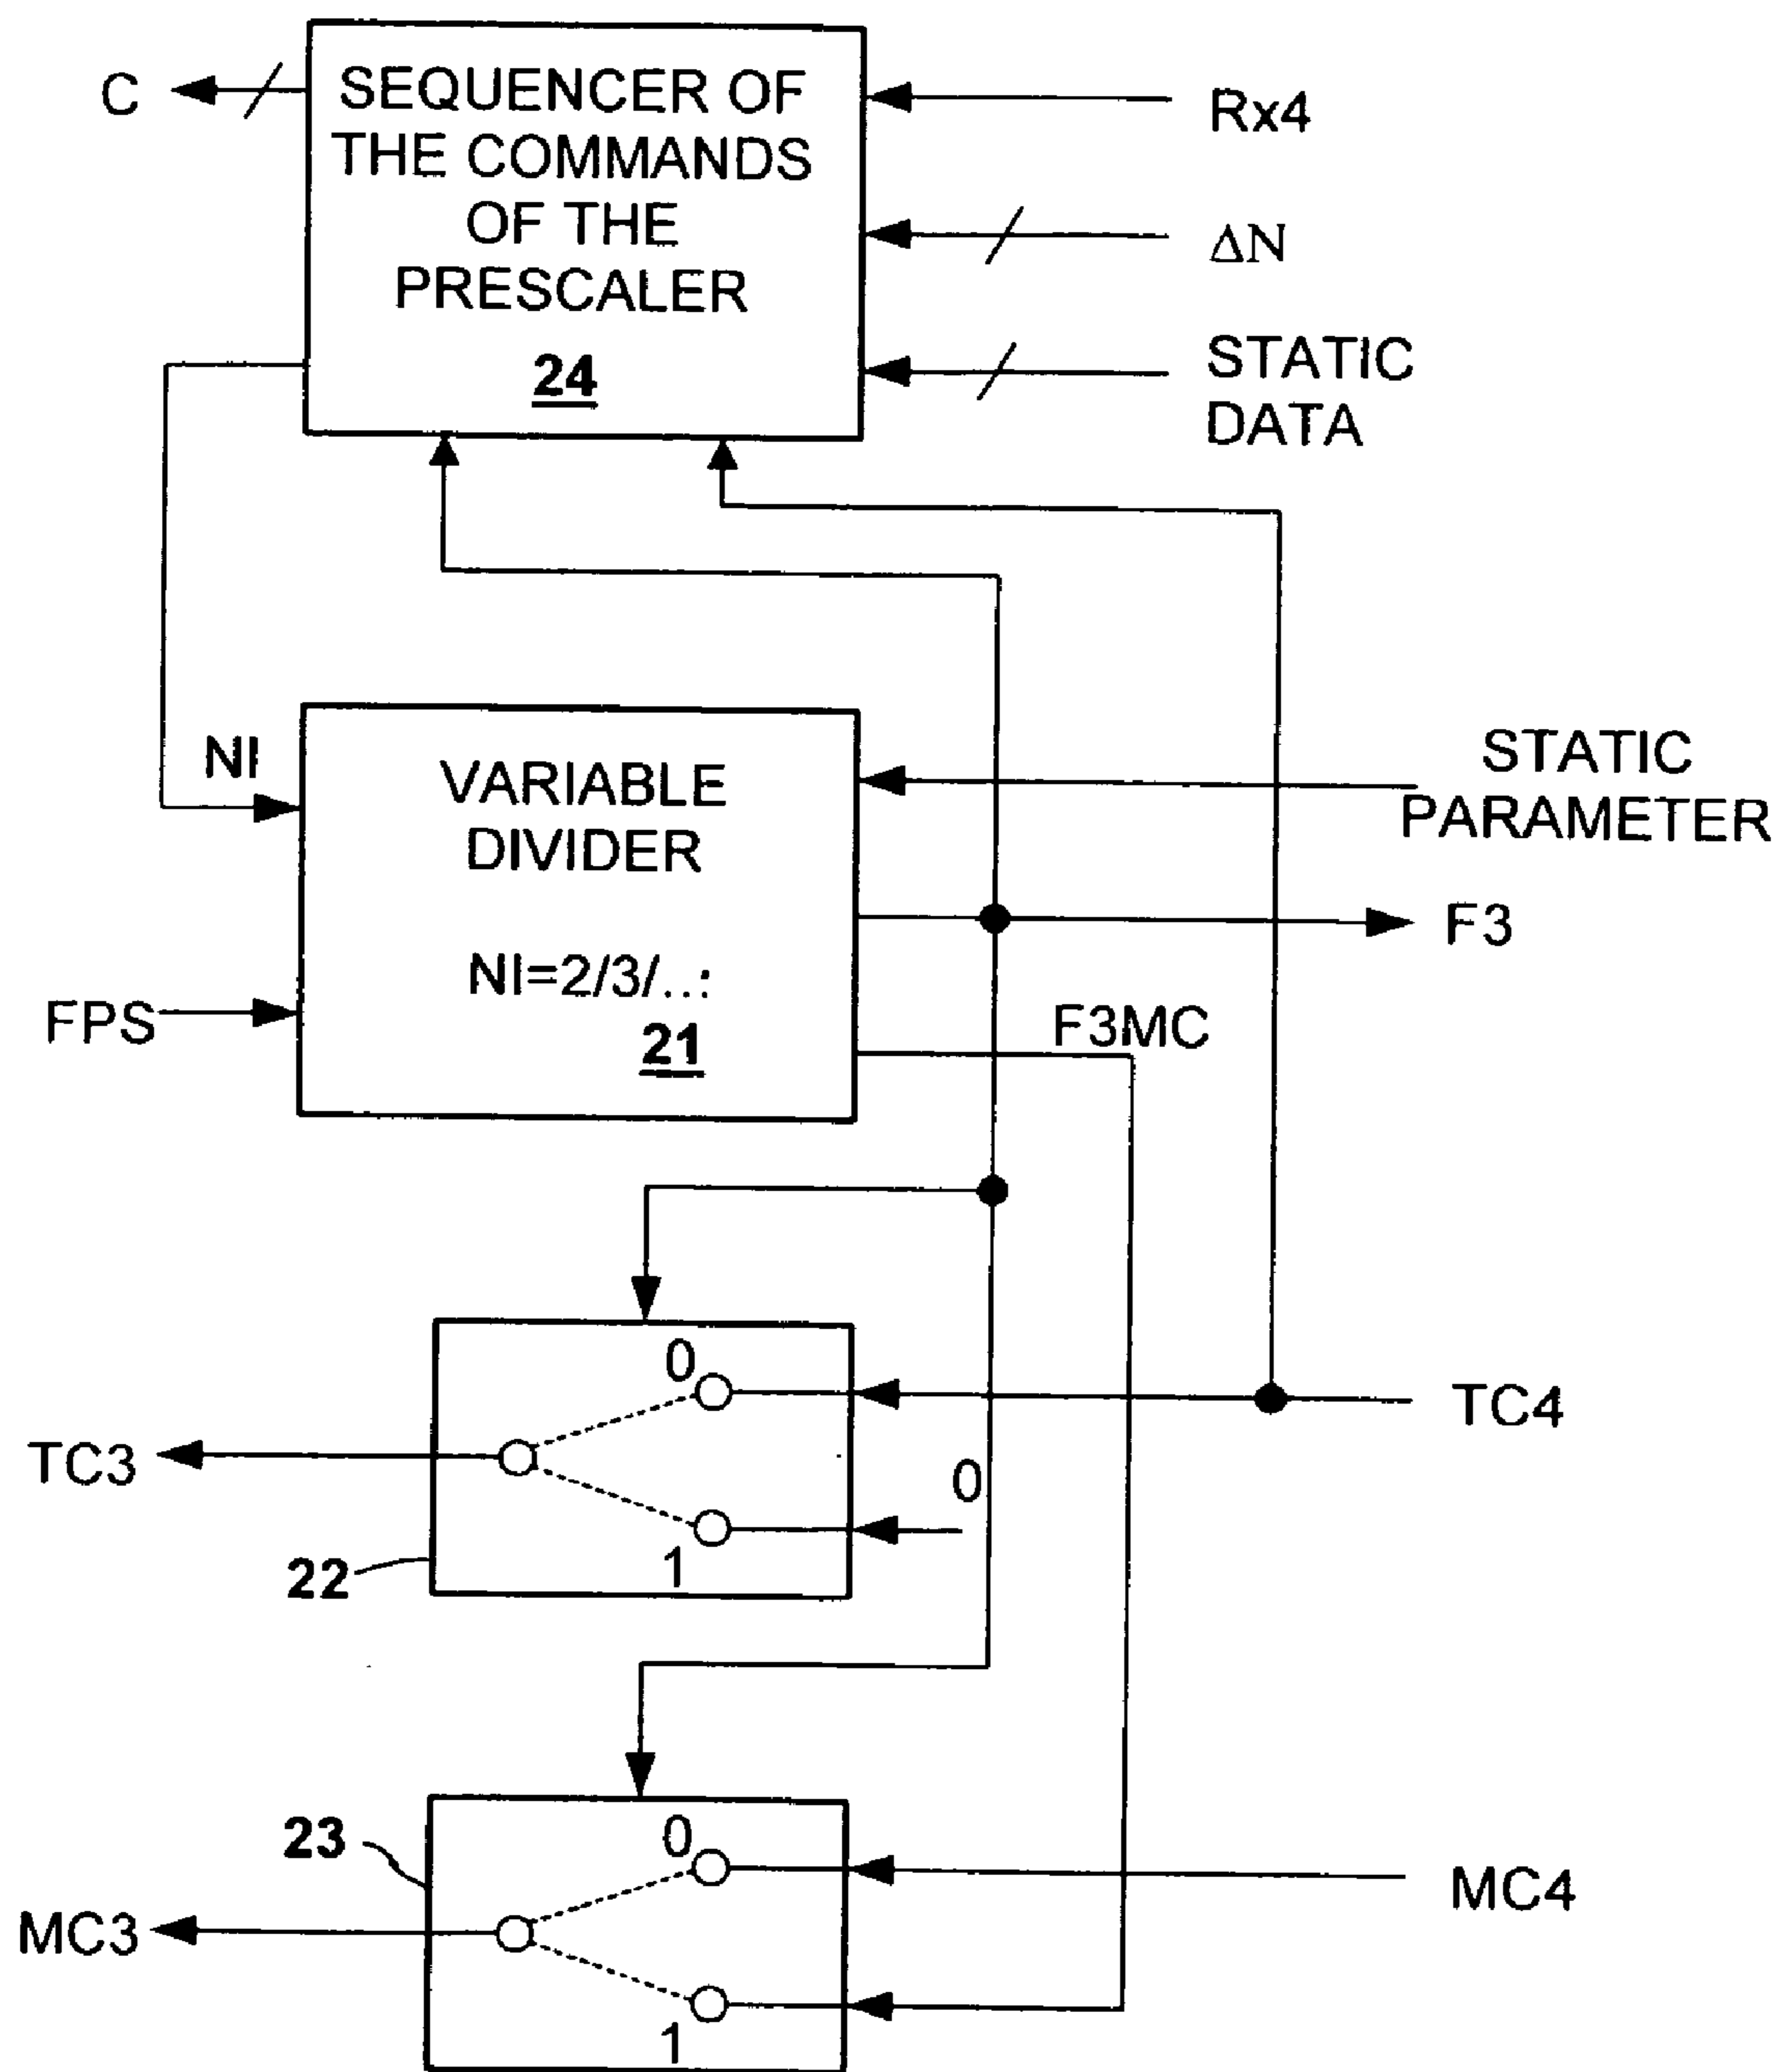 C
SEQUENCER OF
THE COMMANDS
OF THE
PRESCALER
24
Rx4
ΔN
STATIC
DATA
NI
VARIABLE
DIVIDER
NI=2/3/...
21
FPS
STATIC
PARAMETER
F3
F3MC
0
TC4
TC3
0
1
22
0
23
MC4
MC3
1